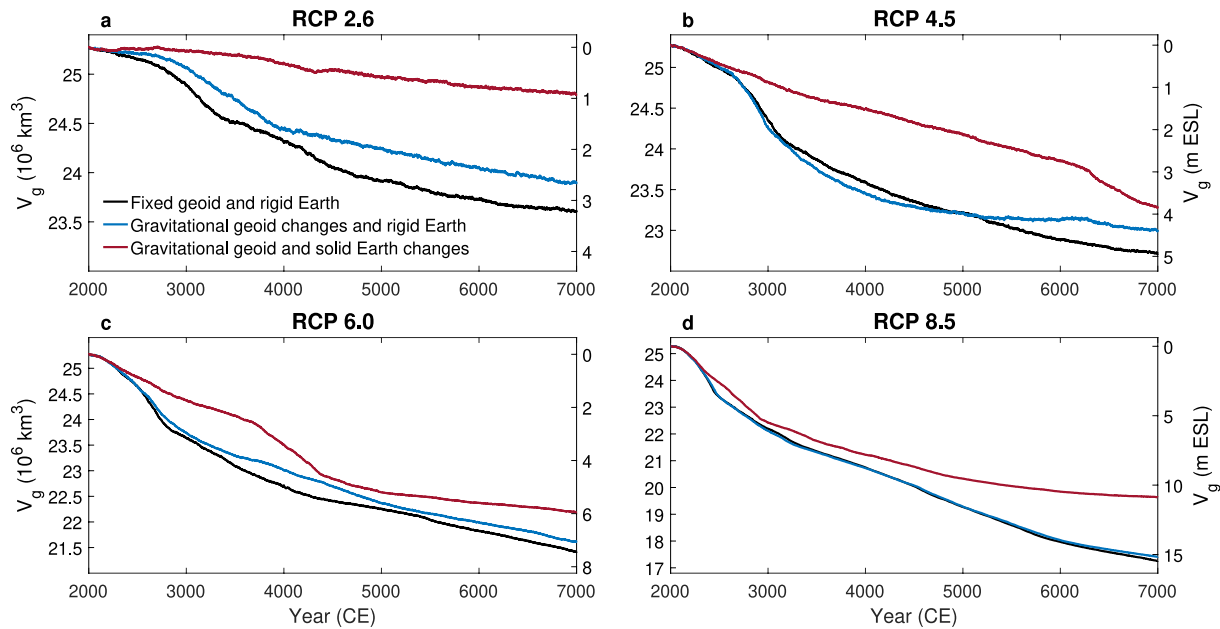 a RCP 2.6
25
24.5
24
23.5
V_g (10^6 km^3)
0
1
2
3
4
Fixed geoid and rigid Earth
Gravitational geoid changes and rigid Earth
Gravitational geoid and solid Earth changes
2000 3000 4000 5000 6000 7000
b RCP 4.5
25
24.5
24
23.5
23
0
1
2
3
4
5
V_g (m ESL)
2000 3000 4000 5000 6000 7000
c RCP 6.0
25
24.5
24
23.5
23
22.5
22
21.5
V_g (10^6 km^3)
0
2
4
6
8
2000 3000 4000 5000 6000 7000
Year (CE)
d RCP 8.5
25
24
23
22
21
20
19
18
17
0
5
10
15
V_g (m ESL)
2000 3000 4000 5000 6000 7000
Year (CE)